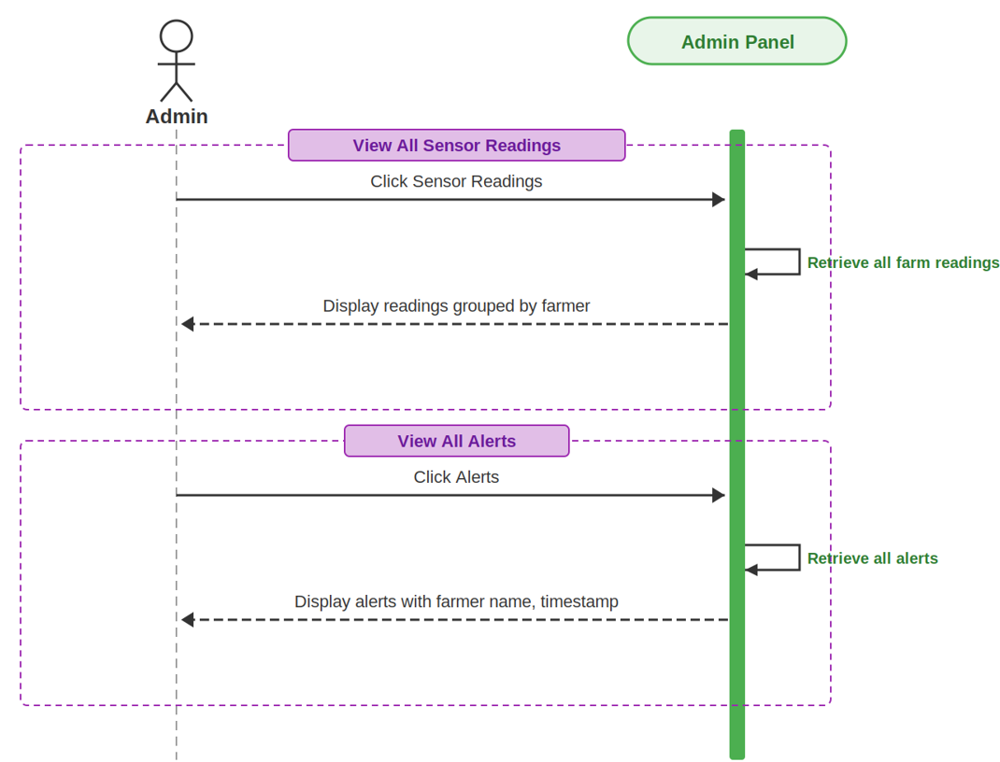 Admin Panel
Admin
View All Sensor Readings
Click Sensor Readings
Retrieve all farm readings
Display readings grouped by farmer
View All Alerts
Click Alerts
Retrieve all alerts
Display alerts with farmer name, timestamp